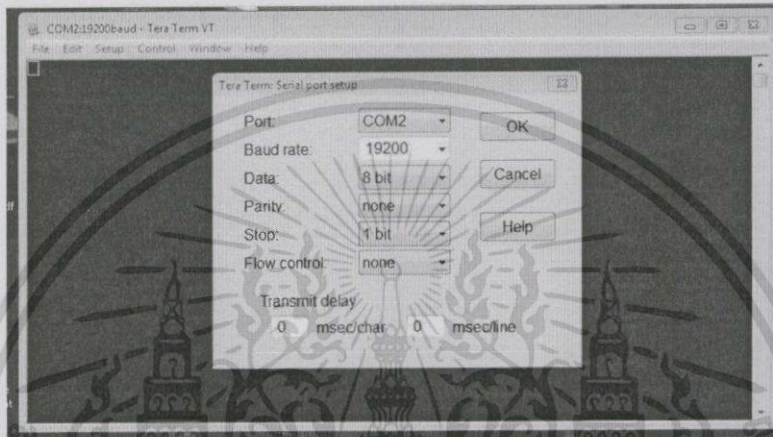 COM2:19200baud - Tera Term VT
File Edit Setup Control Window Help
Tera Term: Serial port setup
Port: COM2 OK
Baud rate: 19200
Data: 8 bit Cancel
Parity: none
Stop: 1 bit Help
Flow control: none
Transmit delay
0 msec/char 0 msec/line